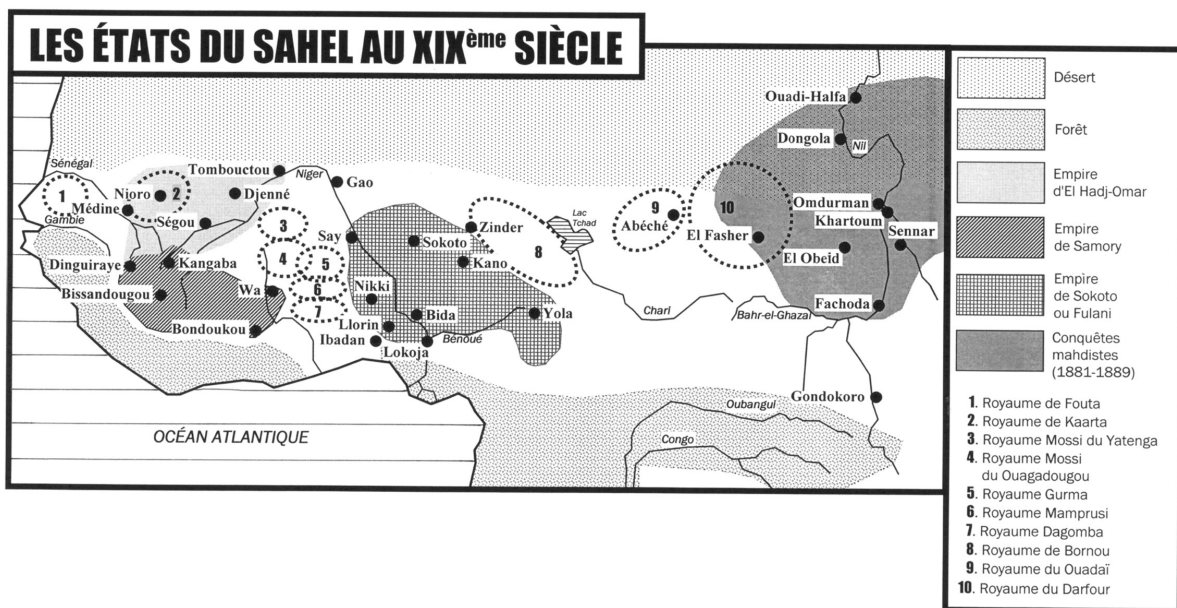 LES ÉTATS DU SAHEL AU XIXème SIÈCLE
Ouadi-Halfa
Dongola
Nil
Sénégal
Tombouctou
Niger
Gao
1
Nioro
2
Djenné
Médine
Gambie
Ségou
3
Say
Sokoto
Zinder
Lac
Tchad
8
9
Abéché
10
El Fasher
Omdurman
Khartoum
Sennar
El Obeïd
4
5
Kano
Dinguiraye
Kangaba
Bissandougou
Wa
6
Nikki
7
Bida
Yola
Charl
Bahr-el-Ghazal
Fachoda
Bondoukou
Llorin
Ibadan
Bénoué
Lokoja
Gondokoro
Oubangui
Congo
OCÉAN ATLANTIQUE
Désert
Forêt
Empire
d'El Hadj-Omar
Empire
de Samory
Empire
de Sokoto
ou Fulani
Conquêtes
mahdistes
(1881-1889)
1. Royaume de Fouta
2. Royaume de Kaarta
3. Royaume Mossi du Yatenga
4. Royaume Mossi
du Ouagadougou
5. Royaume Gurma
6. Royaume Mamprusi
7. Royaume Dagomba
8. Royaume de Bornou
9. Royaume du Ouadaï
10. Royaume du Darfour